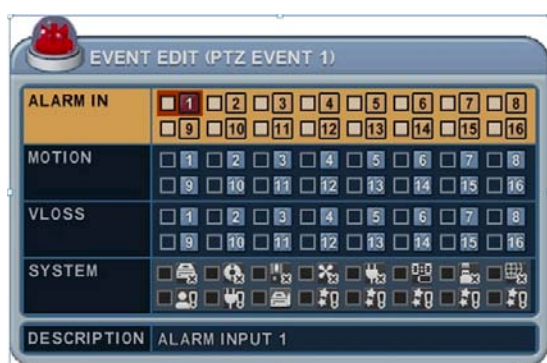 EVENT EDIT (PTZ EVENT 1)
ALARM IN 1 2 3 4 5 6 7 8
9 10 11 12 13 14 15 16
MOTION 1 2 3 4 5 6 7 8
9 10 11 12 13 14 15 16
VLOSS 1 2 3 4 5 6 7 8
9 10 11 12 13 14 15 16
SYSTEM
DESCRIPTION ALARM INPUT 1